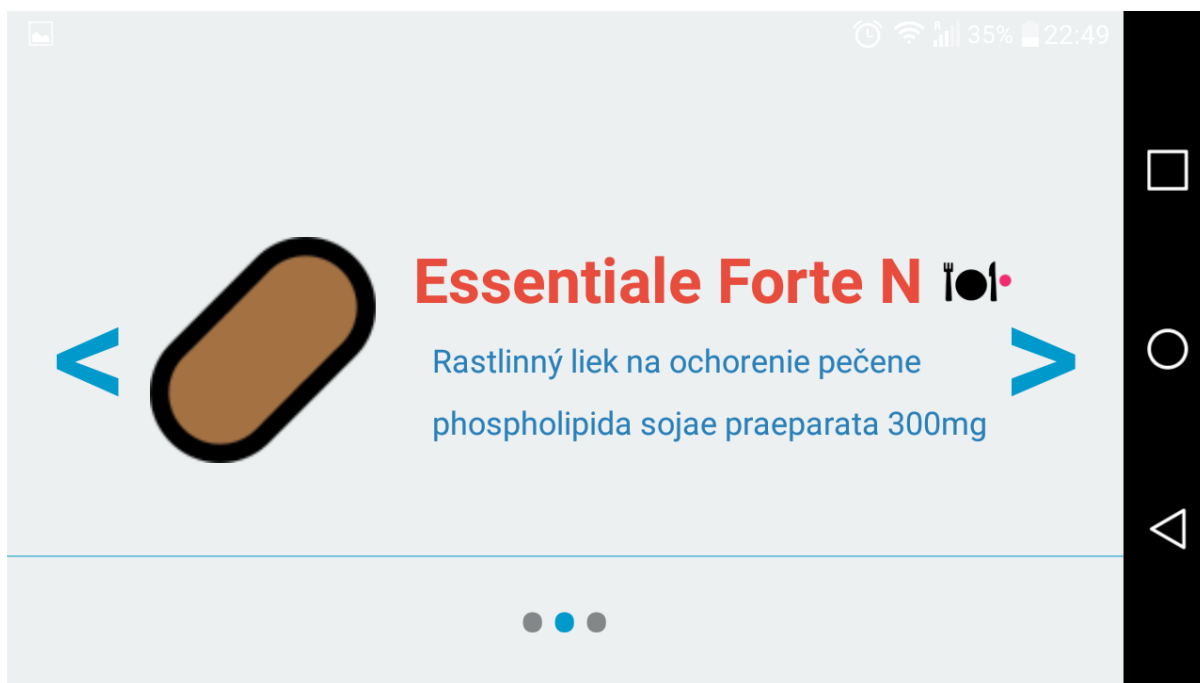 R 35% 22:49
Essentiale Forte N
< >
Rastlinný liek na ochorenie pečene
phospholipida sojae praeparata 300mg